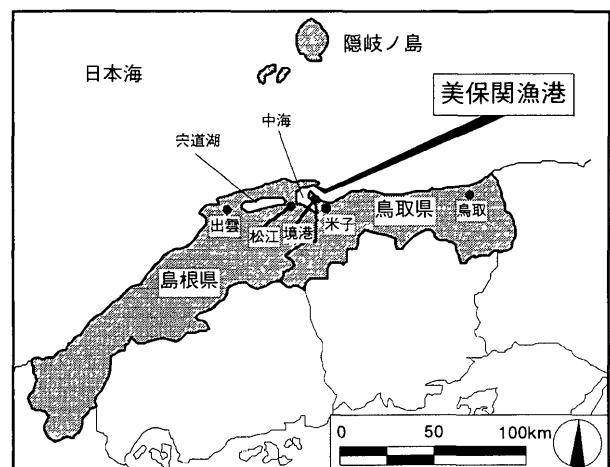 隠岐ノ島
日本海
美保関漁港
中海
宍道湖
鳥取県
鳥取
出雲
松江
境港
米子
島根県
0 50 100km